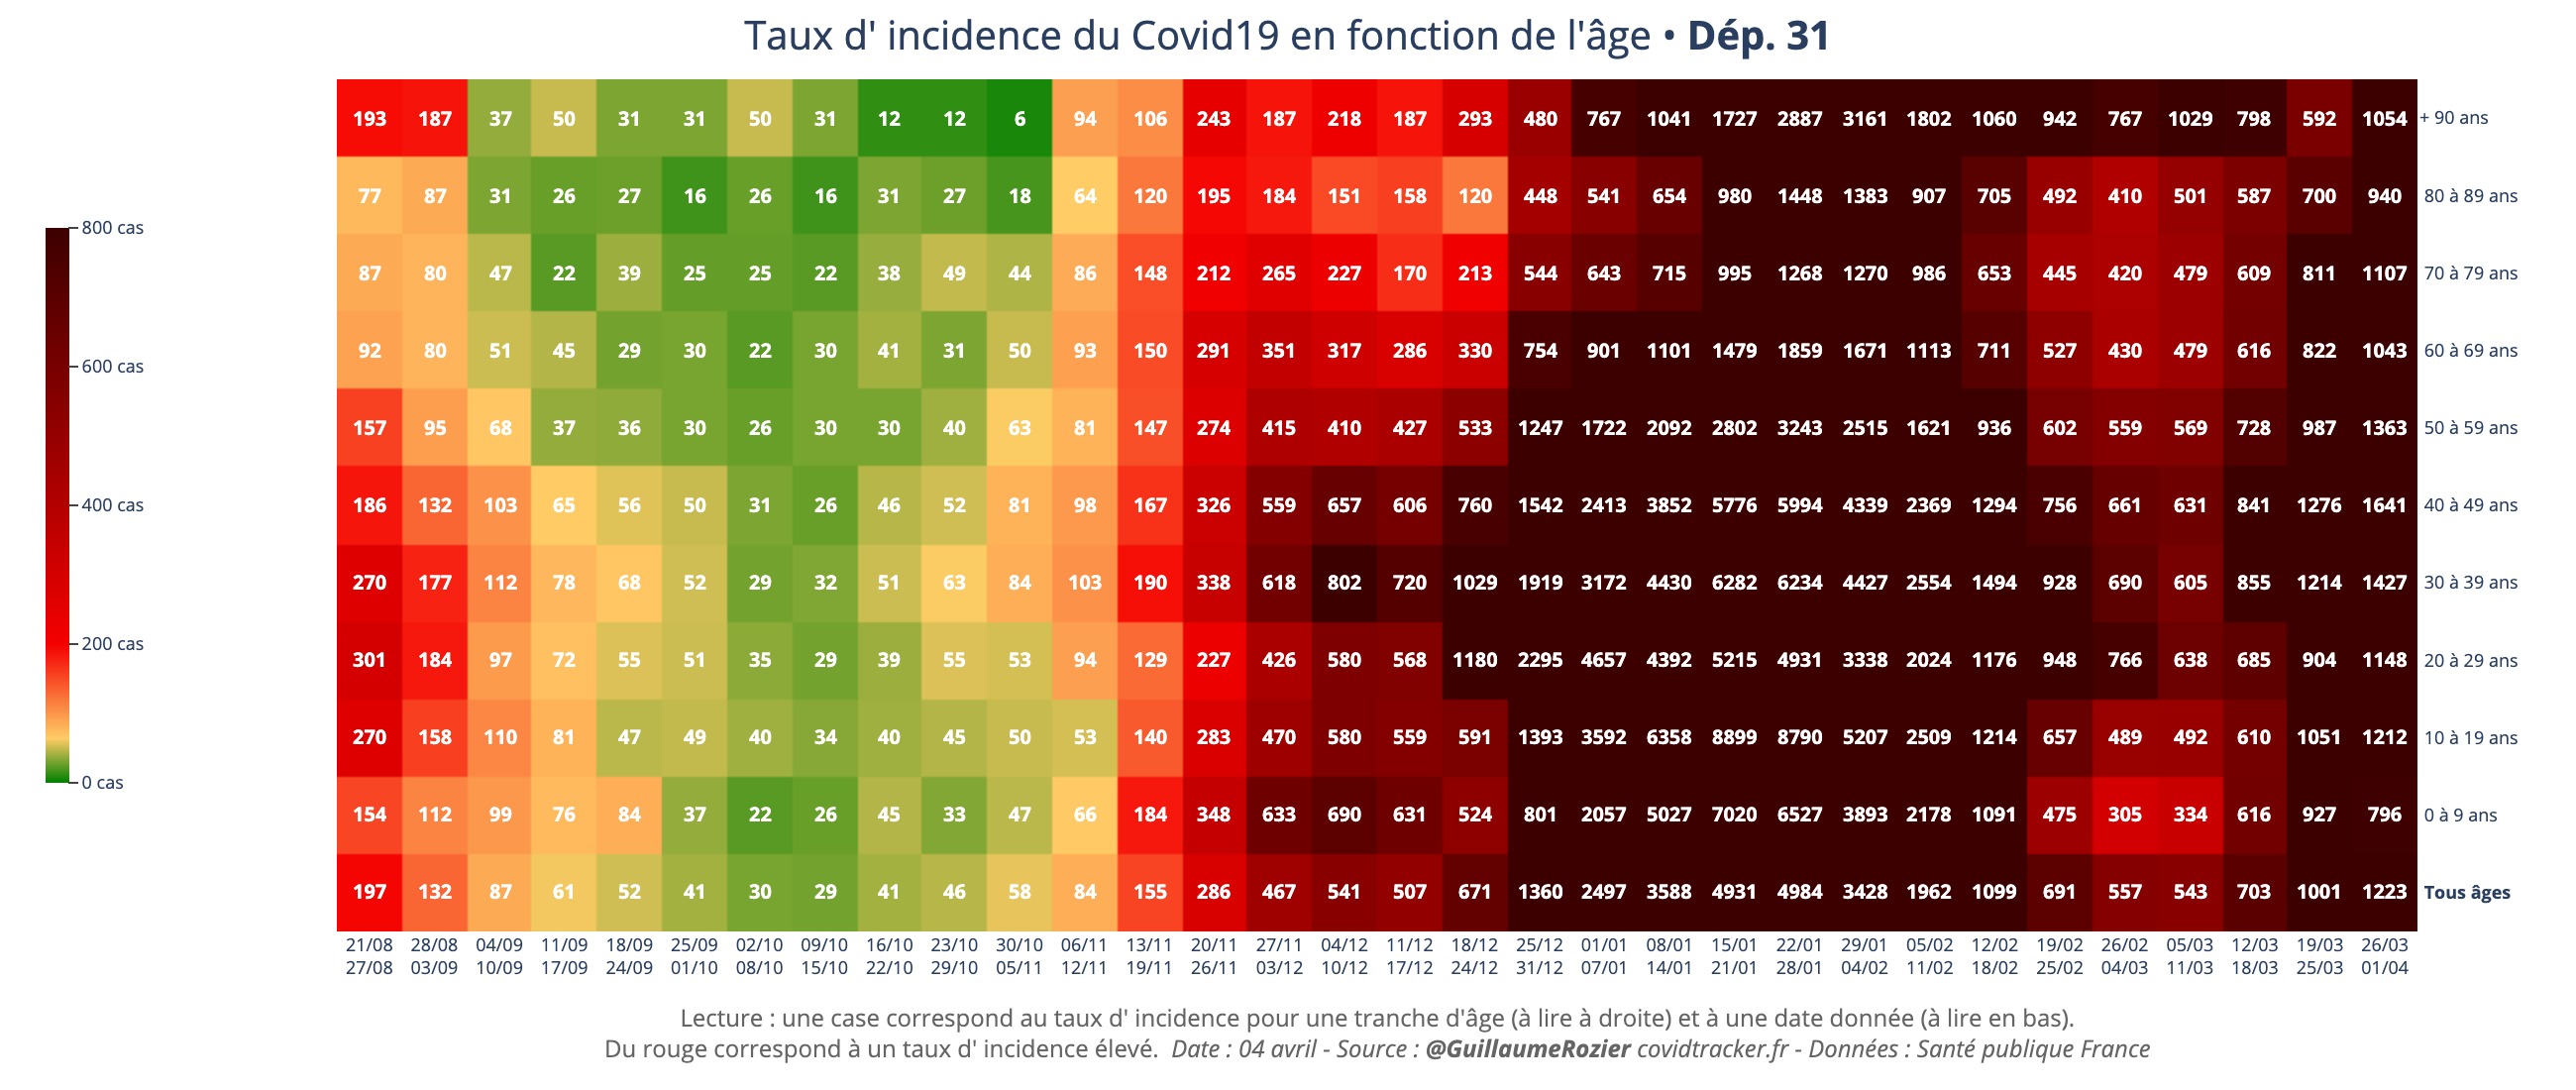 Taux d' incidence du Covid19 en fonction de l'âge • Dép. 31
800 cas
600 cas
400 cas
200 cas
0 cas
193 187 37 50 31 31 50 31 12 12 6 94 106 243 187 218 187 293 480 767 1041 1727 2887 3161 1802 1060 942 767 1029 798 592 1054 + 90 ans
77 87 31 26 27 16 26 16 31 27 18 64 120 195 184 151 158 120 448 541 654 980 1448 1383 907 705 492 410 501 587 700 940 80 à 89 ans
87 80 47 22 39 25 25 22 38 49 44 86 148 212 265 227 170 213 544 643 715 995 1268 1270 986 653 445 420 479 609 811 1107 70 à 79 ans
92 80 51 45 29 30 22 30 41 31 50 93 150 291 351 317 286 330 754 901 1101 1479 1859 1671 1113 711 527 430 479 616 822 1043 60 à 69 ans
157 95 68 37 36 30 26 30 30 40 63 81 147 274 415 410 427 533 1247 1722 2092 2802 3243 2515 1621 936 602 559 569 728 987 1363 50 à 59 ans
186 132 103 65 56 50 31 26 46 52 81 98 167 326 559 657 606 760 1542 2413 3852 5776 5994 4339 2369 1294 756 661 631 841 1276 1641 40 à 49 ans
270 177 112 78 68 52 29 32 51 63 84 103 190 338 618 802 720 1029 1919 3172 4430 6282 6234 4427 2554 1494 928 690 605 855 1214 1427 30 à 39 ans
301 184 97 72 55 51 35 29 39 55 53 94 129 227 426 580 568 1180 2295 4657 4392 5215 4931 3338 2024 1176 948 766 638 685 904 1148 20 à 29 ans
270 158 110 81 47 49 40 34 40 45 50 53 140 283 470 580 559 591 1393 3592 6358 8899 8790 5207 2509 1214 657 489 492 610 1051 1212 10 à 19 ans
154 112 99 76 84 37 22 26 45 33 47 66 184 348 633 690 631 524 801 2057 5027 7020 6527 3893 2178 1091 475 305 334 616 927 796 0 à 9 ans
197 132 87 61 52 41 30 29 41 46 58 84 155 286 467 541 507 671 1360 2497 3588 4931 4984 3428 1962 1099 691 557 543 703 1001 1223 Tous âges
21/08 28/08 04/09 11/09 18/09 25/09 02/10 09/10 16/10 23/10 30/10 06/11 13/11 20/11 27/11 04/12 11/12 18/12 25/12 01/01 08/01 15/01 22/01 29/01 05/02 12/02 19/02 26/02 05/03 12/03 19/03 26/03
27/08 03/09 10/09 17/09 24/09 01/10 08/10 15/10 22/10 29/10 05/11 12/11 19/11 26/11 03/12 10/12 17/12 24/12 31/12 07/01 14/01 21/01 28/01 04/02 11/02 18/02 25/02 04/03 11/03 18/03 25/03 01/04
Lecture : une case correspond au taux d' incidence pour une tranche d'âge (à lire à droite) et à une date donnée (à lire en bas).
Du rouge correspond à un taux d' incidence élevé. Date : 04 avril - Source : @GuillaumeRozier covidtracker.fr - Données : Santé publique France